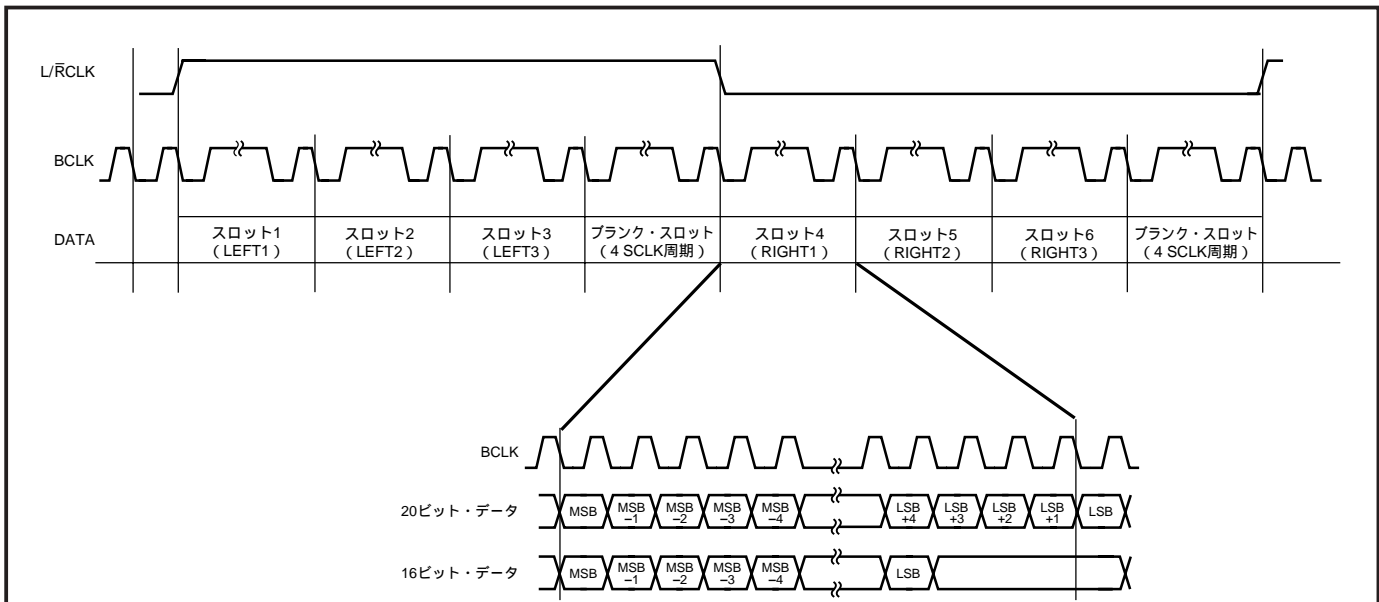 L/R̅CLK
BCLK
DATA
スロット1
(LEFT1)
スロット2
(LEFT2)
スロット3
(LEFT3)
ブランク・スロット
(4 SCLK周期)
スロット4
(RIGHT1)
スロット5
(RIGHT2)
スロット6
(RIGHT3)
ブランク・スロット
(4 SCLK周期)
BCLK
20ビット・データ
MSB
MSB
–1
MSB
–2
MSB
–3
MSB
–4
LSB
+4
LSB
+3
LSB
+2
LSB
+1
LSB
16ビット・データ
MSB
MSB
–1
MSB
–2
MSB
–3
MSB
–4
LSB